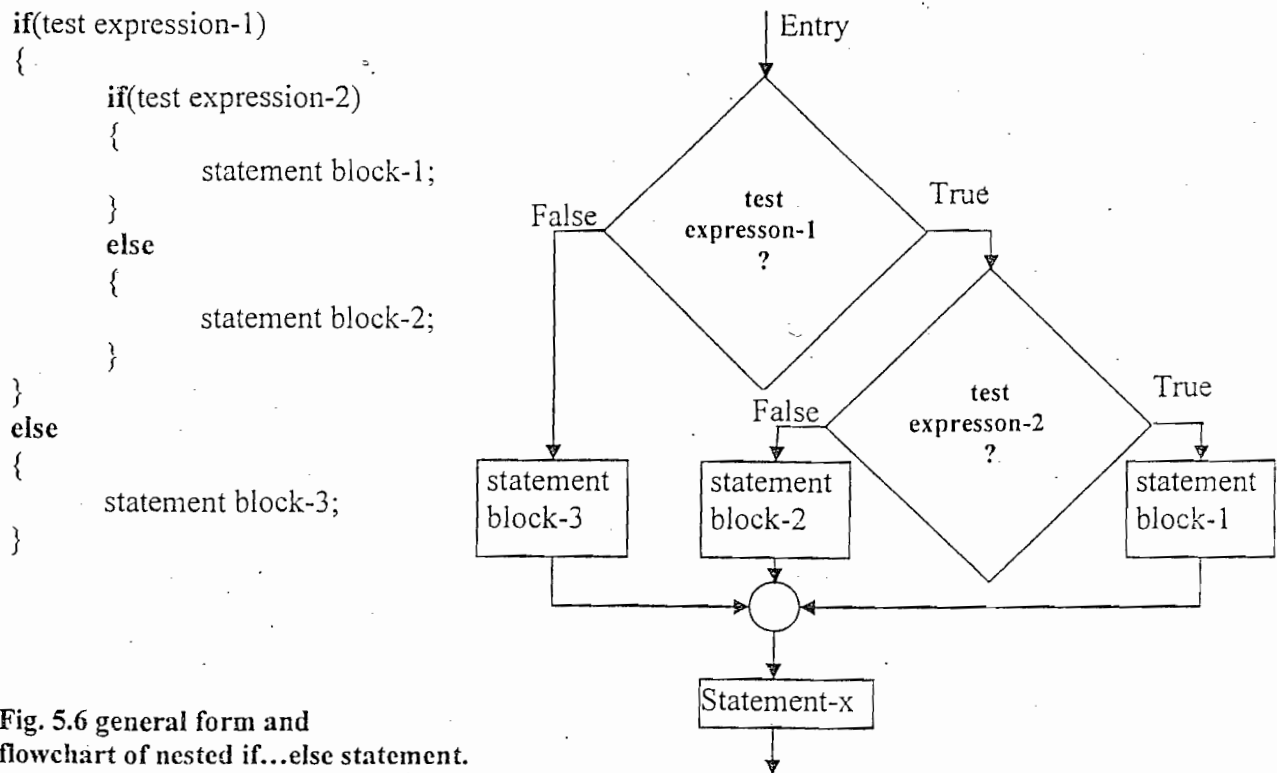 if(test expression-1)
{
if(test expression-2)
{
statement block-1;
}
else
{
statement block-2;
}
}
else
{
statement block-3;
}
Entry
test
expresson-1
?
False
True
test
expresson-2
?
False
True
statement
block-3
statement
block-2
statement
block-1
Statement-x
Fig. 5.6 general form and
flowchart of nested if...else statement.